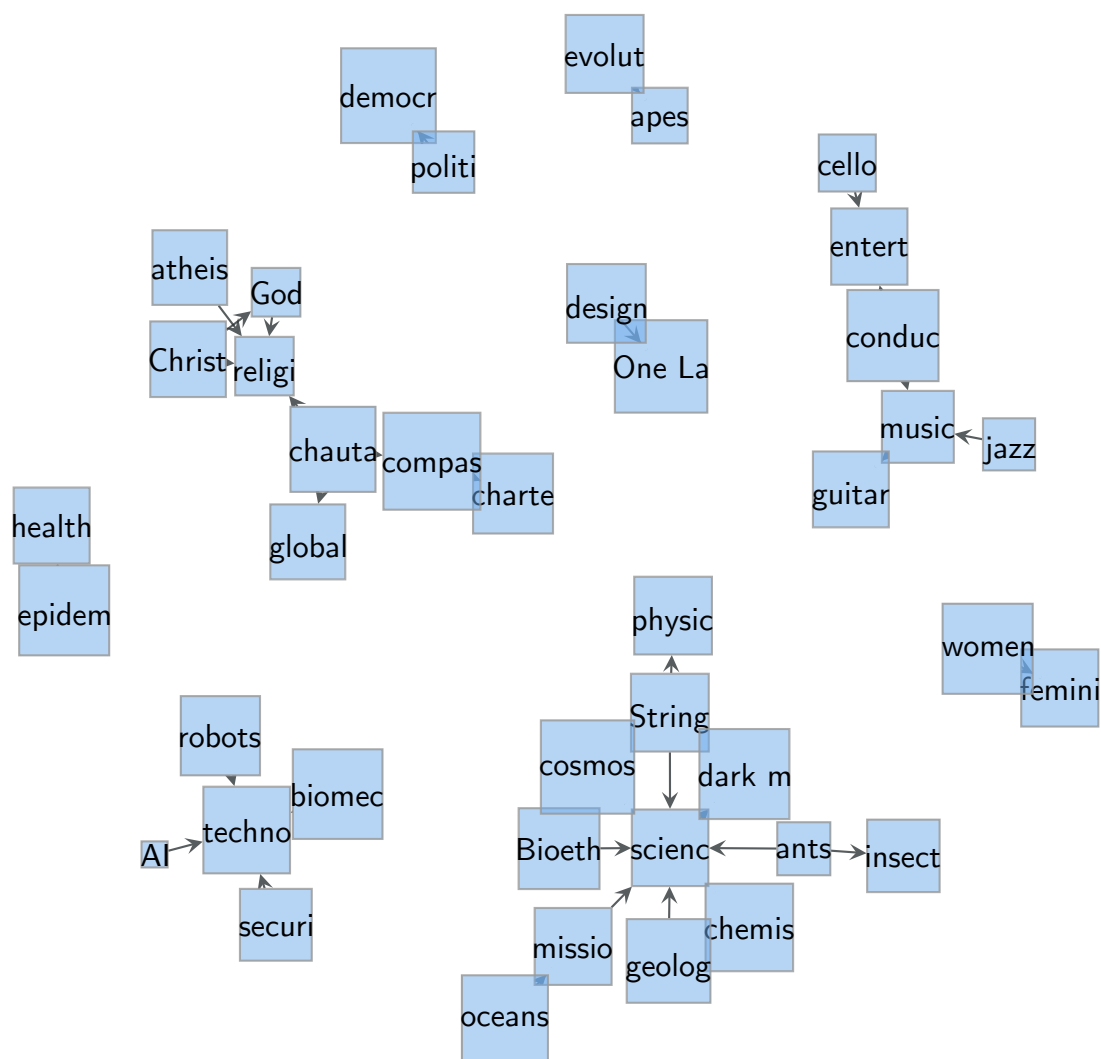 evolut
democr
apes
politi
cello
entert
atheis
God
design
conduc
Christ
religi
One La
music
jazz
chauta
compas
charte
guitar
health
global
epidem
physic
women
femini
String
robots
cosmos
dark m
biomec
techno
AI
Bioeth
scienc
ants
insect
securi
missio
chemis
geolog
oceans